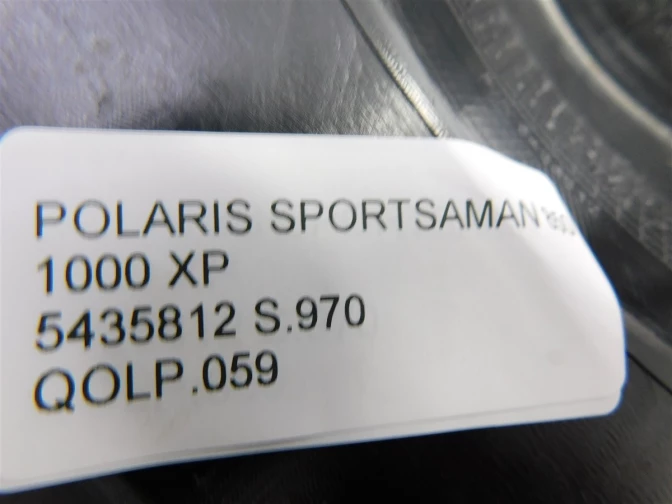 POLARIS SPORTSAMAN
1000 XP
5435812 S.970
QOLP.059